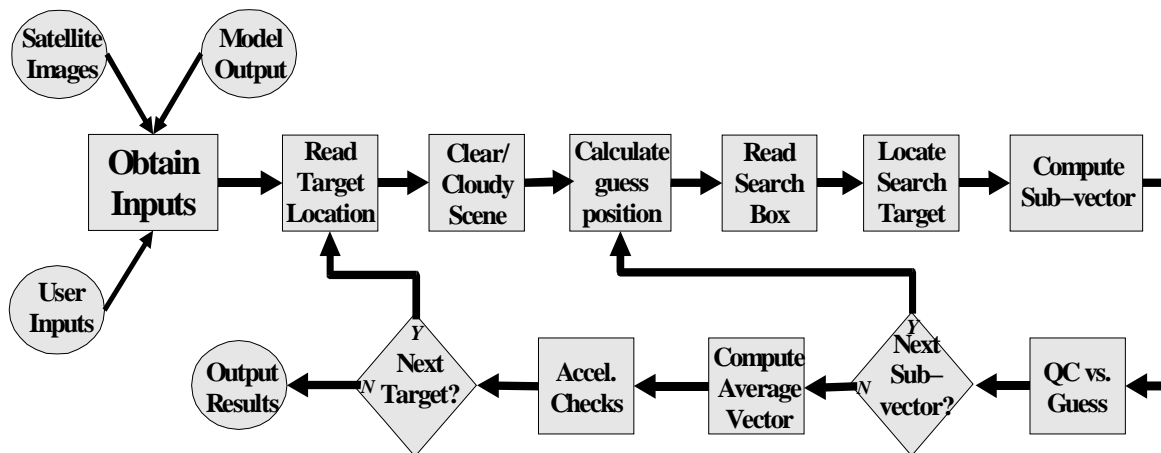 Satellite
Images
Model
Output
Obtain
Inputs
User
Inputs
Read
Target
Location
Clear/
Cloudy
Scene
Calculate
guess
position
Read
Search
Box
Locate
Search
Target
Compute
Sub–vector
QC vs.
Guess
Y
Next
Sub–
vector?
N
Compute
Average
Vector
Accel.
Checks
Y
Next
Target?
N
Output
Results